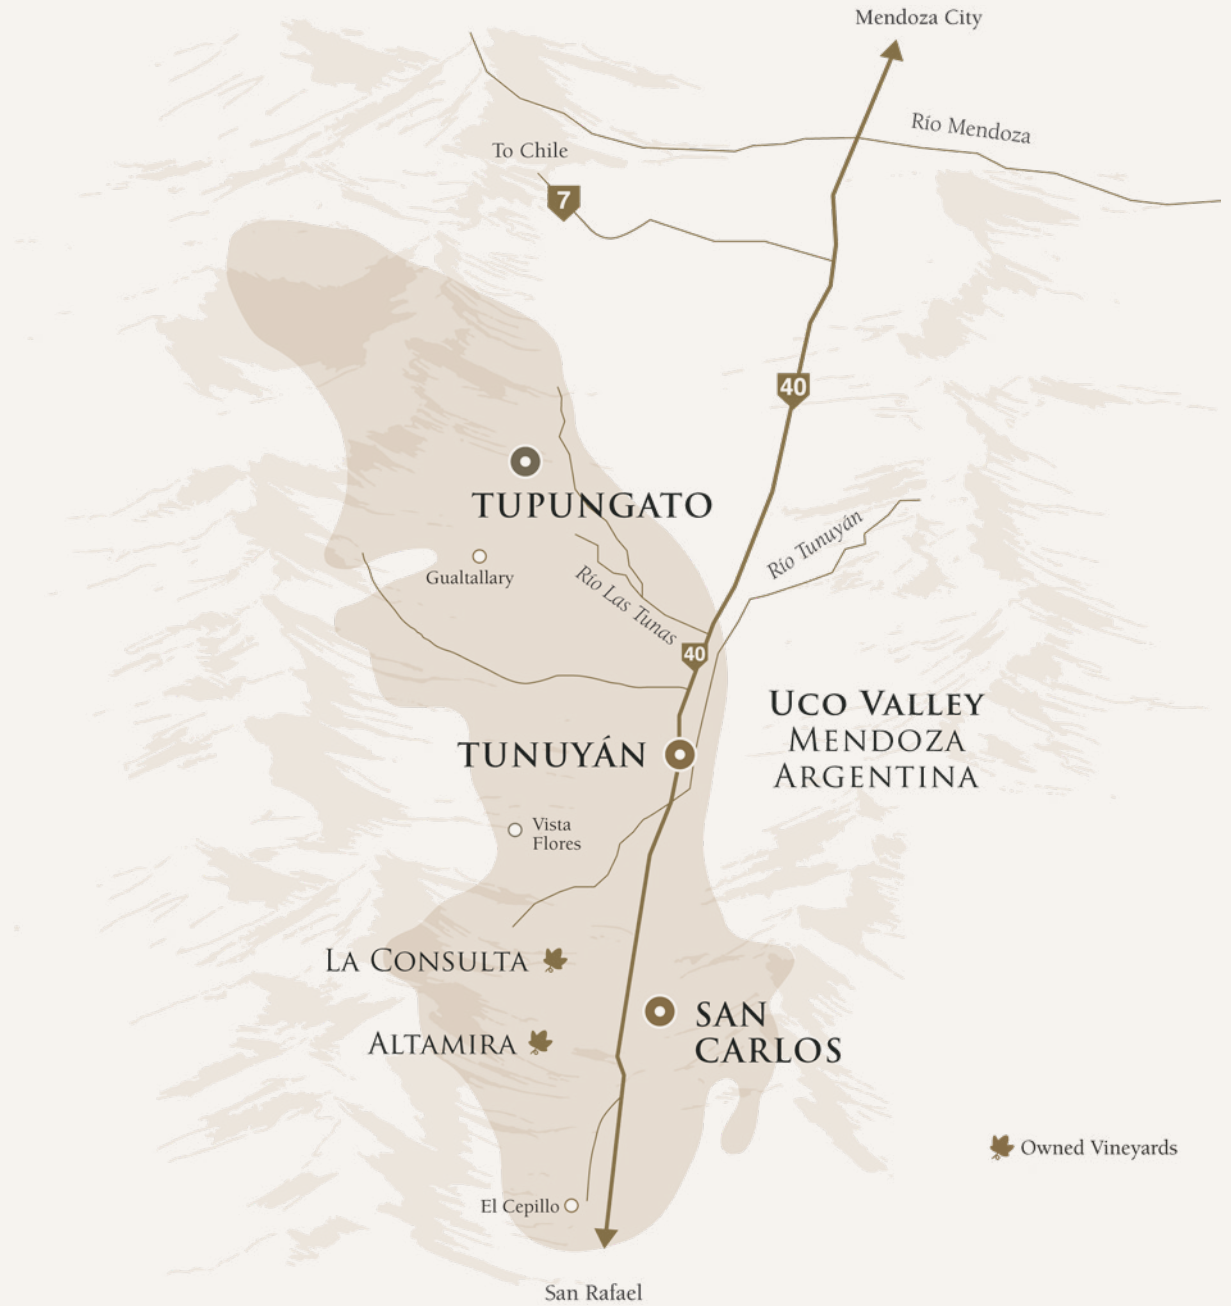 Mendoza City
Río Mendoza
To Chile
7
40
TUPUNGATO
Río Tunuyán
Gualtallary
Río Las Tunas
40
UCO VALLEY
MENDOZA
ARGENTINA
TUNUYÁN
Vista
Flores
LA CONSULTA
SAN
CARLOS
ALTAMIRA
Owned Vineyards
El Cepillo
San Rafael